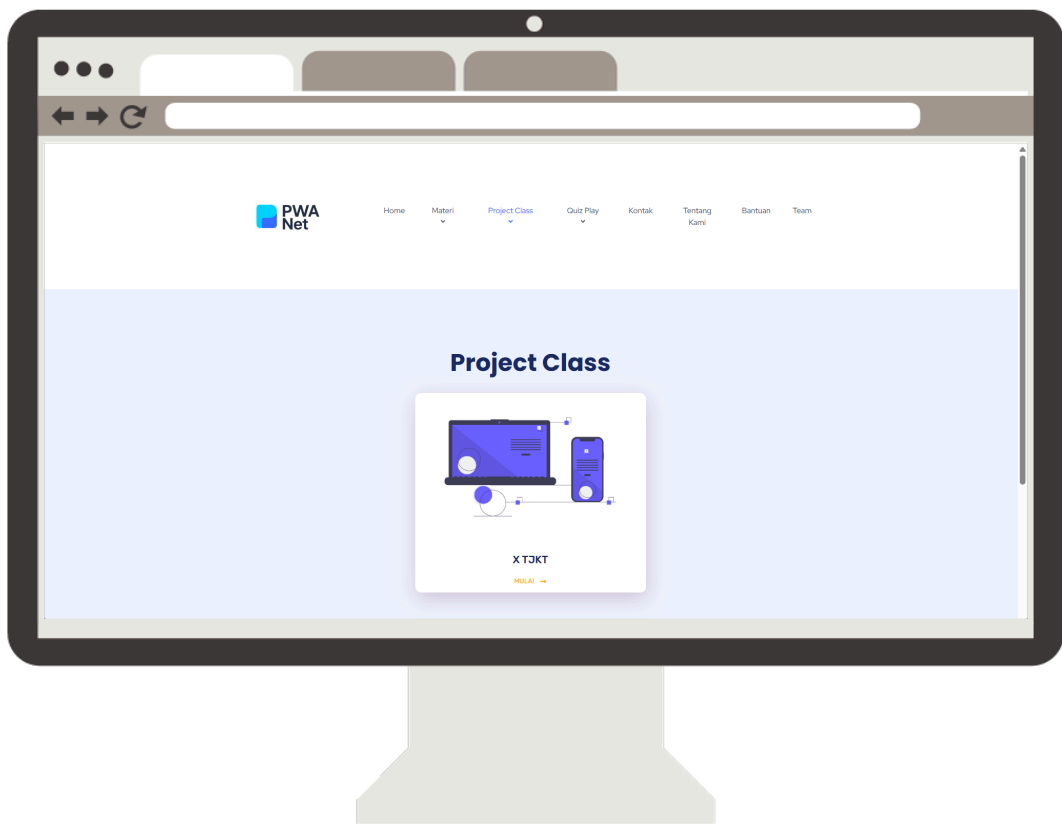 PWA
Net
Home Materi Project Class Quiz Play Kontak Tentang Kami Bantuan Team
Project Class
X TJKT
MULAI →